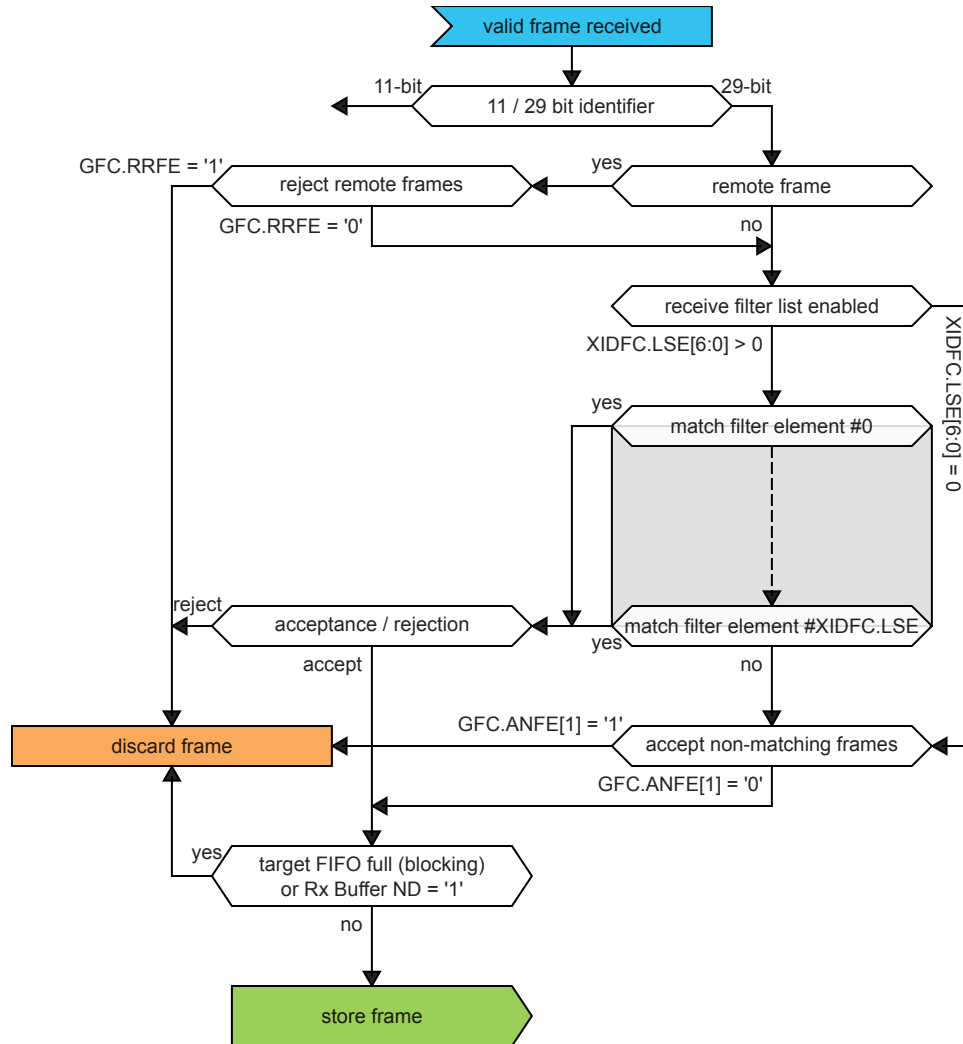 valid frame received
11-bit
29-bit
11 / 29 bit identifier
GFC.RRFE = '1'
yes
reject remote frames
remote frame
GFC.RRFE = '0'
no
receive filter list enabled
XIDFC.LSE[6:0] > 0
XIDFC.LSE[6:0] = 0
yes
match filter element #0
reject
acceptance / rejection
match filter element #XIDFC.LSE
yes
accept
no
GFC.ANFE[1] = '1'
discard frame
accept non-matching frames
GFC.ANFE[1] = '0'
yes
target FIFO full (blocking)
or Rx Buffer ND = '1'
no
store frame